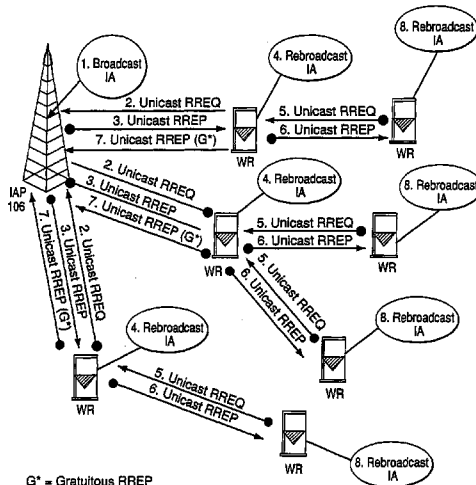 1. Broadcast
IA
4. Rebroadcast
IA
8. Rebroadcast
IA
2. Unicast RREQ
3. Unicast RREP
7. Unicast RREP (G*)
5. Unicast RREQ
6. Unicast RREP
WR
WR
IAP
106
2. Unicast RREQ
3. Unicast RREP
7. Unicast RREP (G*)
4. Rebroadcast
IA
8. Rebroadcast
IA
5. Unicast RREQ
6. Unicast RREP
WR
WR
7. Unicast RREP (G*)
3. Unicast RREP
2. Unicast RREQ
5. Unicast RREQ
6. Unicast RREP
4. Rebroadcast
IA
8. Rebroadcast
IA
WR
WR
5. Unicast RREQ
6. Unicast RREP
WR
8. Rebroadcast
IA
G* = Gratuitous RREP